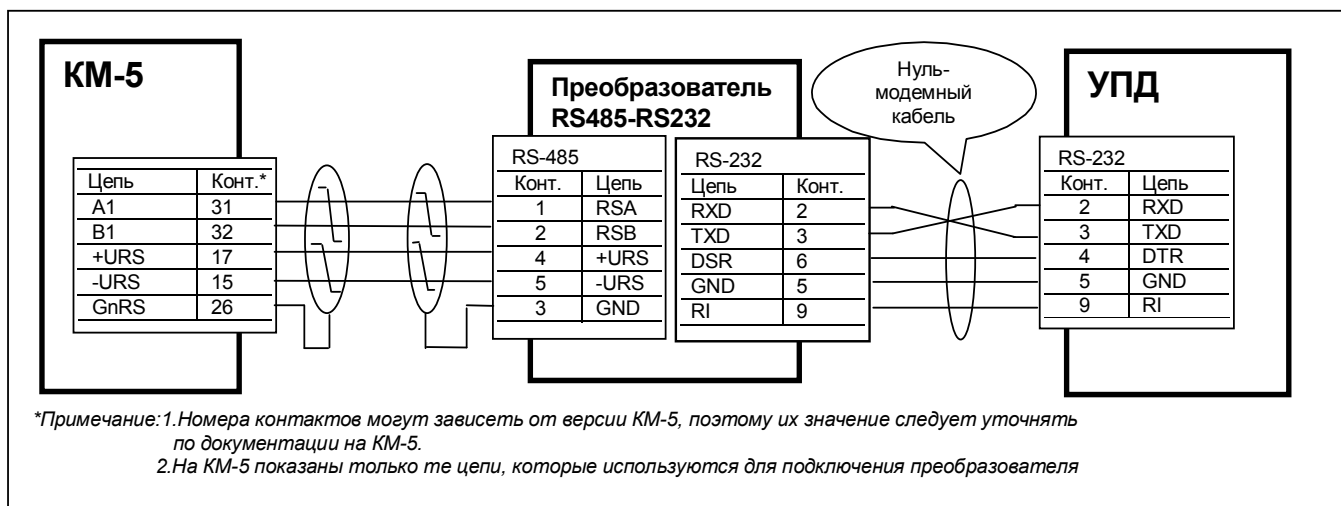 КМ-5
Цепь Конт.*
A1 31
B1 32
+URS 17
-URS 15
GnRS 26
Преобразователь
RS485-RS232
RS-485
Конт. Цепь
1 RSA
2 RSB
4 +URS
5 -URS
3 GND
RS-232
Цепь Конт.
RXD 2
TXD 3
DSR 6
GND 5
RI 9
Нуль-
модемный
кабель
УПД
RS-232
Конт. Цепь
2 RXD
3 TXD
4 DTR
5 GND
9 RI
*Примечание:1.Номера контактов могут зависеть от версии КМ-5, поэтому их значение следует уточнять
по документации на КМ-5.
2.На КМ-5 показаны только те цепи, которые используются для подключения преобразователя